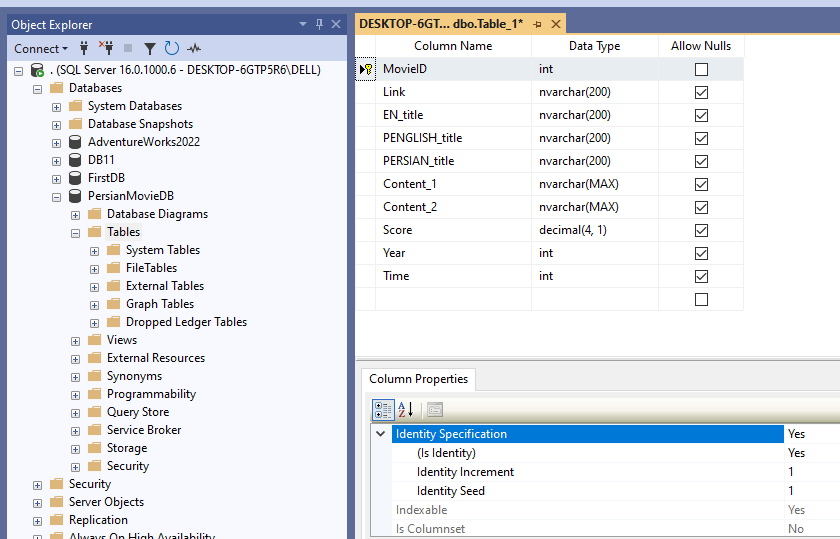 Object Explorer
Connect
. (SQL Server 16.0.1000.6 - DESKTOP-6GTP5R6\DELL)
Databases
System Databases
Database Snapshots
AdventureWorks2022
DB11
FirstDB
PersianMovieDB
Database Diagrams
Tables
System Tables
FileTables
External Tables
Graph Tables
Dropped Ledger Tables
Views
External Resources
Synonyms
Programmability
Query Store
Service Broker
Storage
Security
Security
Server Objects
Replication
Always On High Availability
DESKTOP-6GT... dbo.Table_1*
Column Name Data Type Allow Nulls
MovieID int
Link nvarchar(200)
EN_title nvarchar(200)
PENGLISH_title nvarchar(200)
PERSIAN_title nvarchar(200)
Content_1 nvarchar(MAX)
Content_2 nvarchar(MAX)
Score decimal(4, 1)
Year int
Time int
Column Properties
Identity Specification Yes
(Is Identity) Yes
Identity Increment 1
Identity Seed 1
Indexable Yes
Is Columnset No